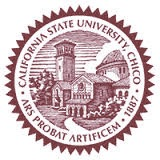 CALIFORNIA STATE UNIVERSITY, CHICO
ARS PROBAT ARTIFICEM • 1887